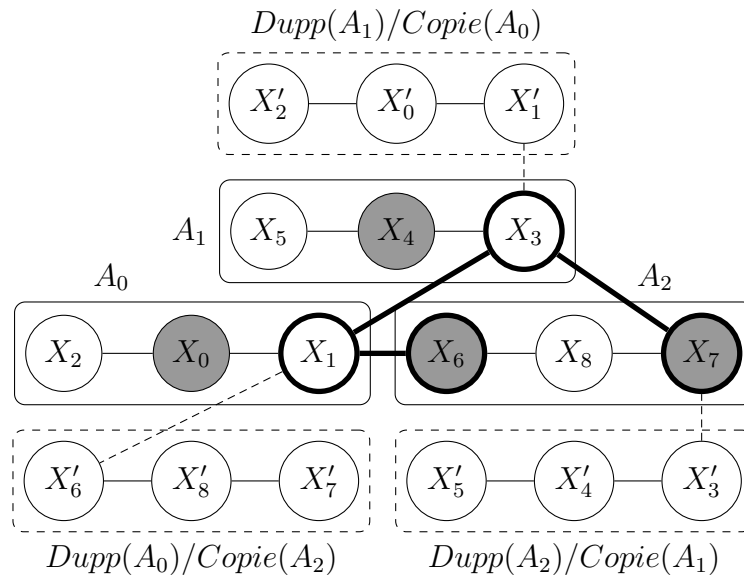 Dupp(A₁)/Copie(A₀)
X′₂ X′₀ X′₁
A₁ X₅ X₄ X₃
A₀ A₂
X₂ X₀ X₁ X₆ X₈ X₇
X′₆ X′₈ X′₇ X′₅ X′₄ X′₃
Dupp(A₀)/Copie(A₂) Dupp(A₂)/Copie(A₁)